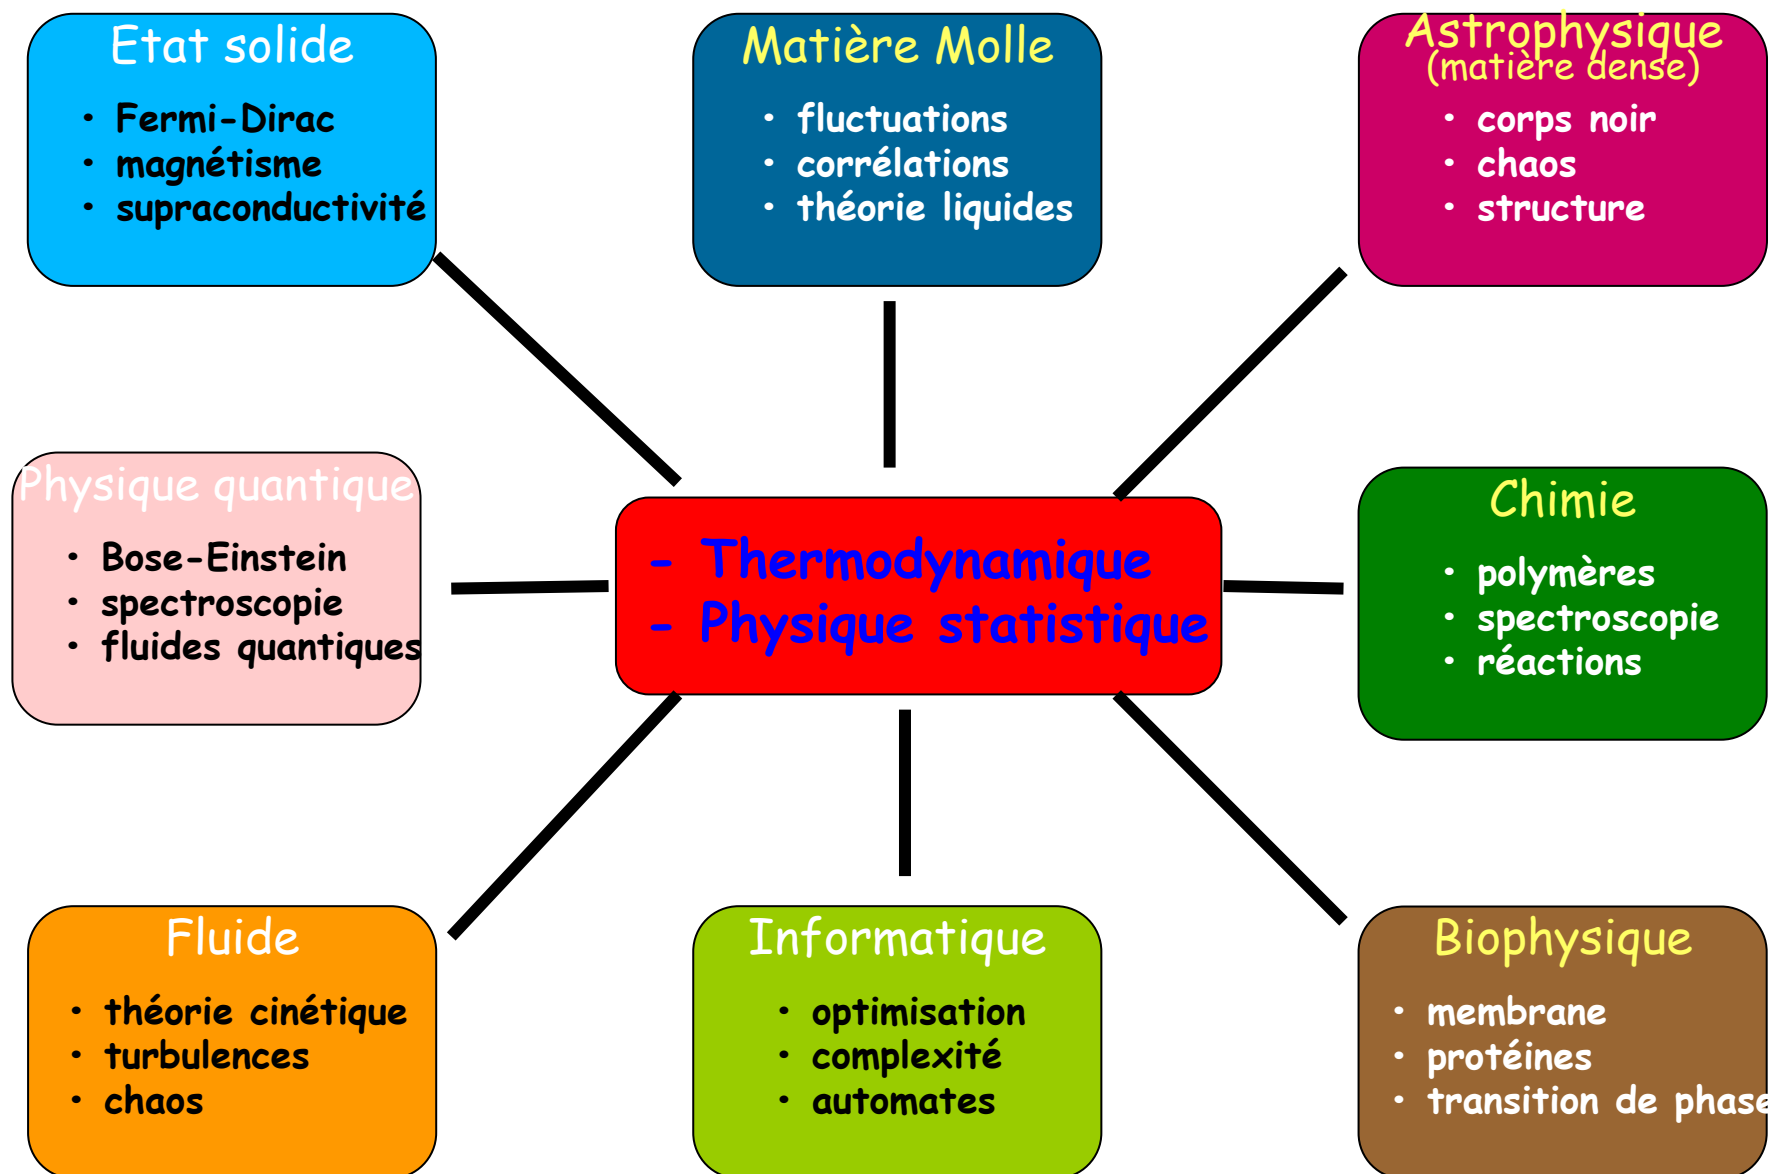 Etat solide
• Fermi-Dirac
• magnétisme
• supraconductivité
Matière Molle
• fluctuations
• corrélations
• théorie liquides
Astrophysique
(matière dense)
• corps noir
• chaos
• structure
Physique quantique
• Bose-Einstein
• spectroscopie
• fluides quantiques
- Thermodynamique
- Physique statistique
Chimie
• polymères
• spectroscopie
• réactions
Fluide
• théorie cinétique
• turbulences
• chaos
Informatique
• optimisation
• complexité
• automates
Biophysique
• membrane
• protéines
• transition de phase